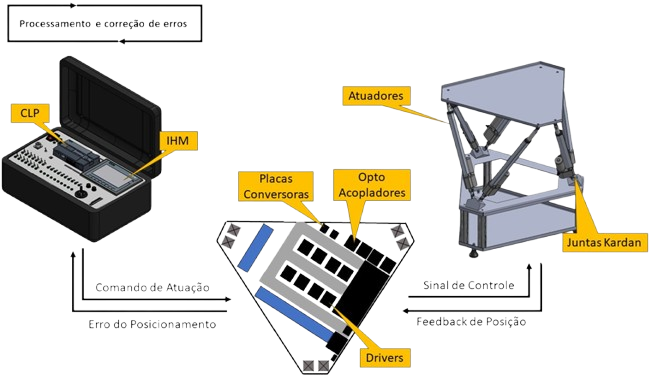 Processamento e correção de erros
CLP
IHM
Atuadores
Placas
Conversoras
Opto
Acopladores
Juntas Kardan
Comando de Atuação
Erro do Posicionamento
Sinal de Controle
Feedback de Posição
Drivers